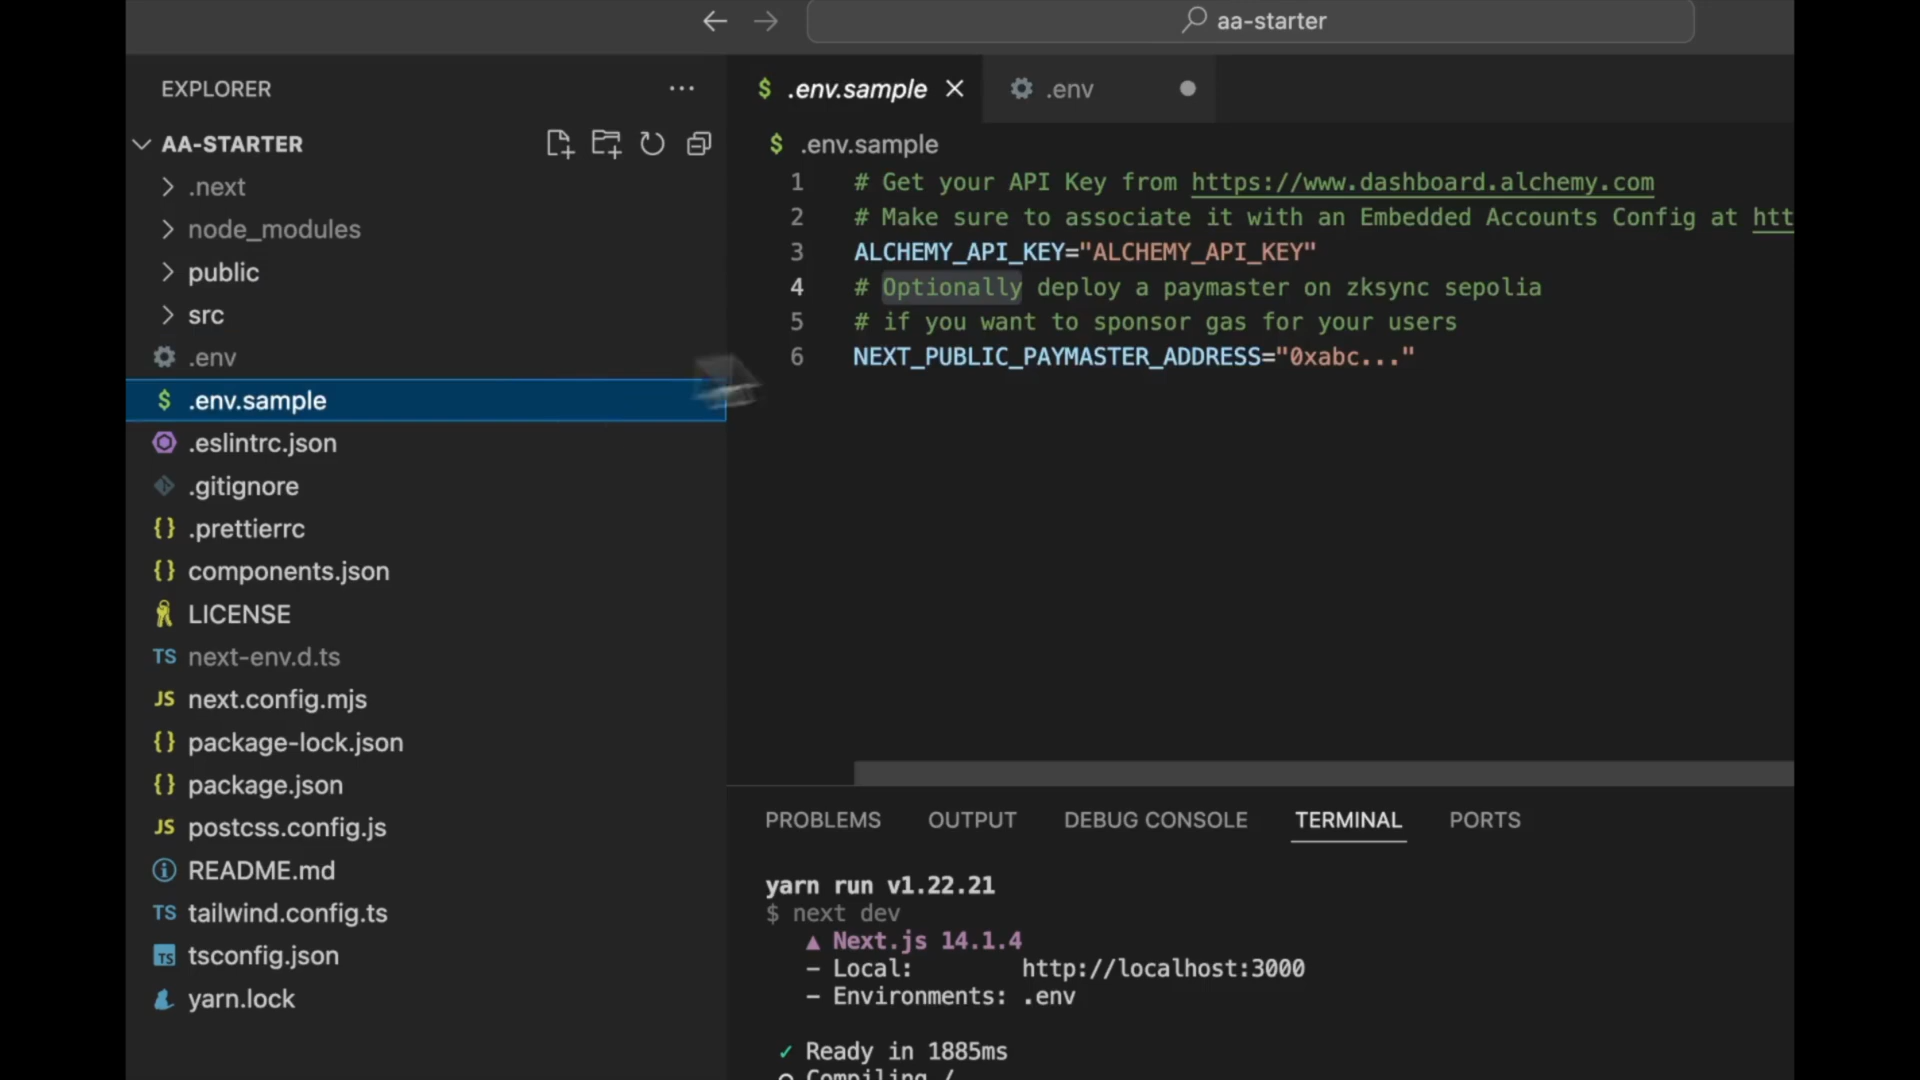 aa-starter
EXPLORER
AA-STARTER
.next
node_modules
public
src
.env
$ .env.sample
.eslintrc.json
.gitignore
{} .prettierrc
{} components.json
LICENSE
TS next-env.d.ts
JS next.config.mjs
{} package-lock.json
{} package.json
JS postcss.config.js
README.md
TS tailwind.config.ts
TS tsconfig.json
yarn.lock
$ .env.sample
.env
$ .env.sample
1 # Get your API Key from https://www.dashboard.alchemy.com
2 # Make sure to associate it with an Embedded Accounts Config at htt
3 ALCHEMY_API_KEY="ALCHEMY_API_KEY"
4 # Optionally deploy a paymaster on zksync sepolia
5 # if you want to sponsor gas for your users
6 NEXT_PUBLIC_PAYMASTER_ADDRESS="0xabc..."
PROBLEMS OUTPUT DEBUG CONSOLE TERMINAL PORTS
yarn run v1.22.21
$ next dev
▲ Next.js 14.1.4
- Local: http://localhost:3000
- Environments: .env
✓ Ready in 1885ms
○ Compiling /